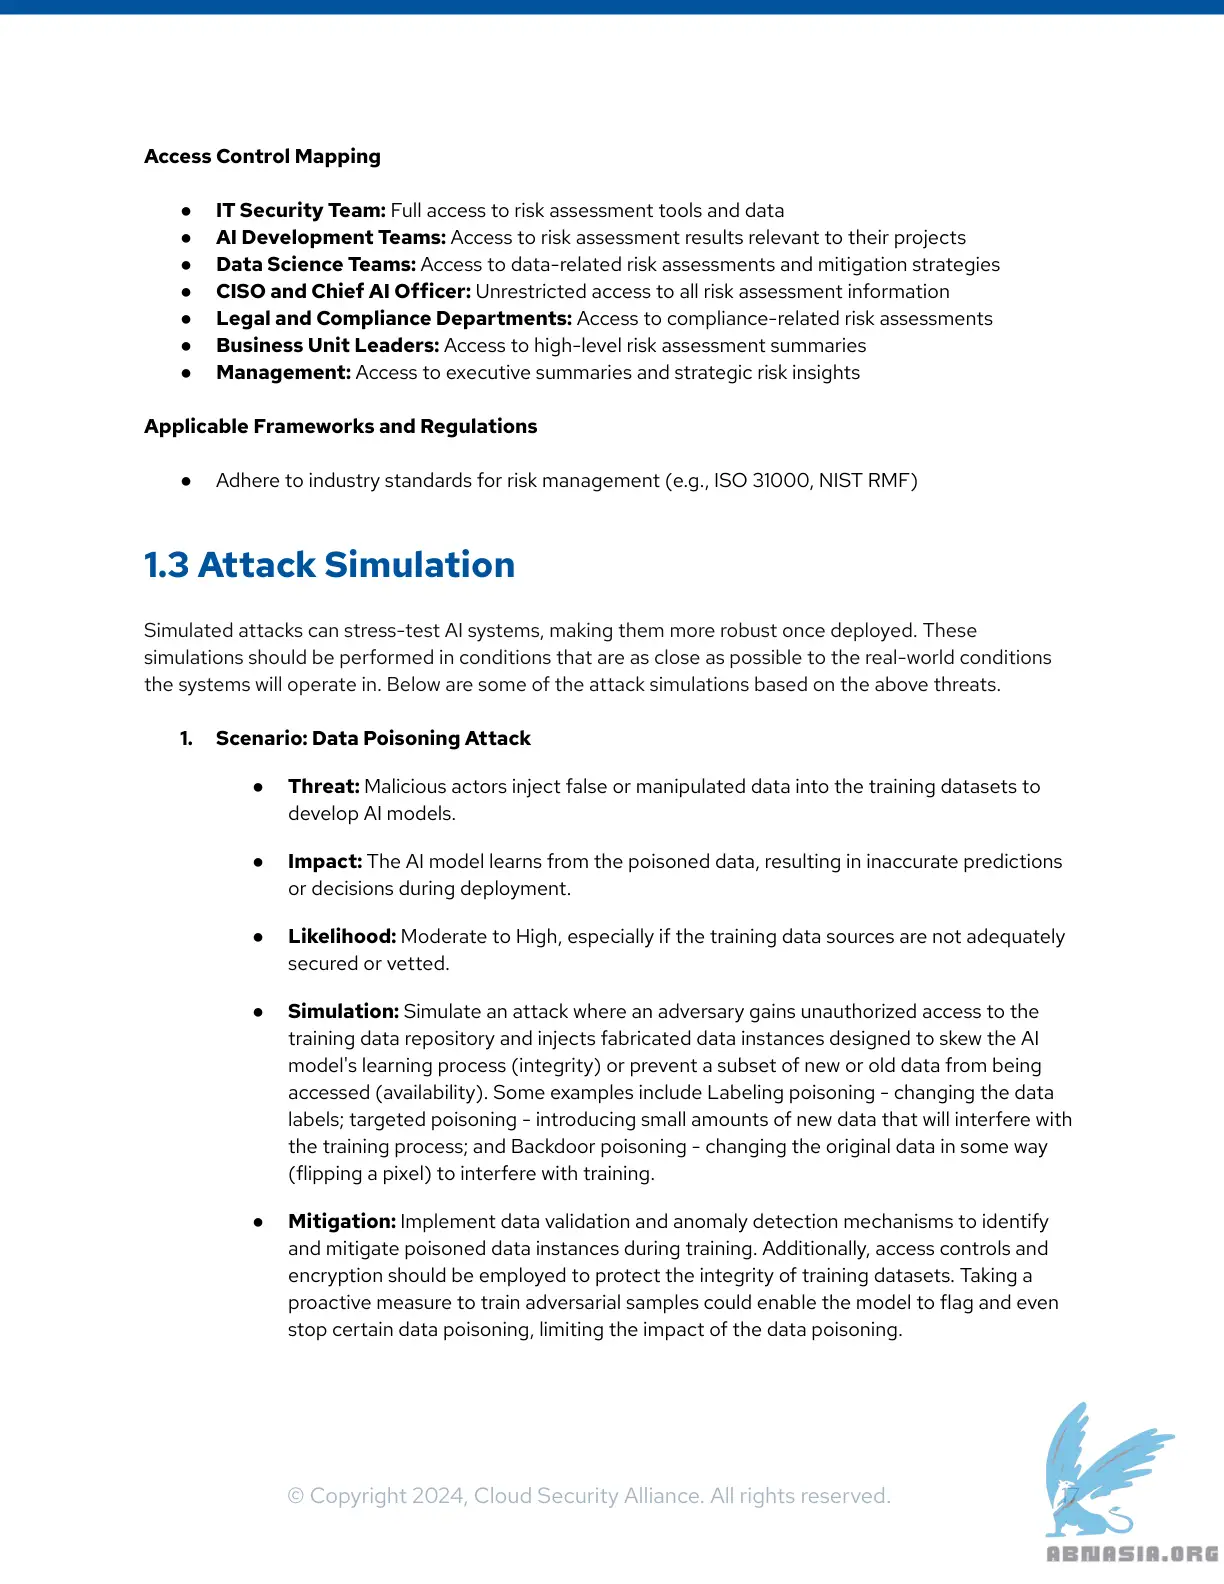 Access Control Mapping
● IT Security Team: Full access to risk assessment tools and data
● AI Development Teams: Access to risk assessment results relevant to their projects
● Data Science Teams: Access to data-related risk assessments and mitigation strategies
● CISO and Chief AI Officer: Unrestricted access to all risk assessment information
● Legal and Compliance Departments: Access to compliance-related risk assessments
● Business Unit Leaders: Access to high-level risk assessment summaries
● Management: Access to executive summaries and strategic risk insights
Applicable Frameworks and Regulations
● Adhere to industry standards for risk management (e.g., ISO 31000, NIST RMF)
1.3 Attack Simulation
Simulated attacks can stress-test AI systems, making them more robust once deployed. These
simulations should be performed in conditions that are as close as possible to the real-world conditions
the systems will operate in. Below are some of the attack simulations based on the above threats.
1. Scenario: Data Poisoning Attack
● Threat: Malicious actors inject false or manipulated data into the training datasets to
develop AI models.
● Impact: The AI model learns from the poisoned data, resulting in inaccurate predictions
or decisions during deployment.
● Likelihood: Moderate to High, especially if the training data sources are not adequately
secured or vetted.
● Simulation: Simulate an attack where an adversary gains unauthorized access to the
training data repository and injects fabricated data instances designed to skew the AI
model's learning process (integrity) or prevent a subset of new or old data from being
accessed (availability). Some examples include Labeling poisoning - changing the data
labels; targeted poisoning - introducing small amounts of new data that will interfere with
the training process; and Backdoor poisoning - changing the original data in some way
(flipping a pixel) to interfere with training.
● Mitigation: Implement data validation and anomaly detection mechanisms to identify
and mitigate poisoned data instances during training. Additionally, access controls and
encryption should be employed to protect the integrity of training datasets. Taking a
proactive measure to train adversarial samples could enable the model to flag and even
stop certain data poisoning, limiting the impact of the data poisoning.
© Copyright 2024, Cloud Security Alliance. All rights reserved.
17
ABNASIA.ORG